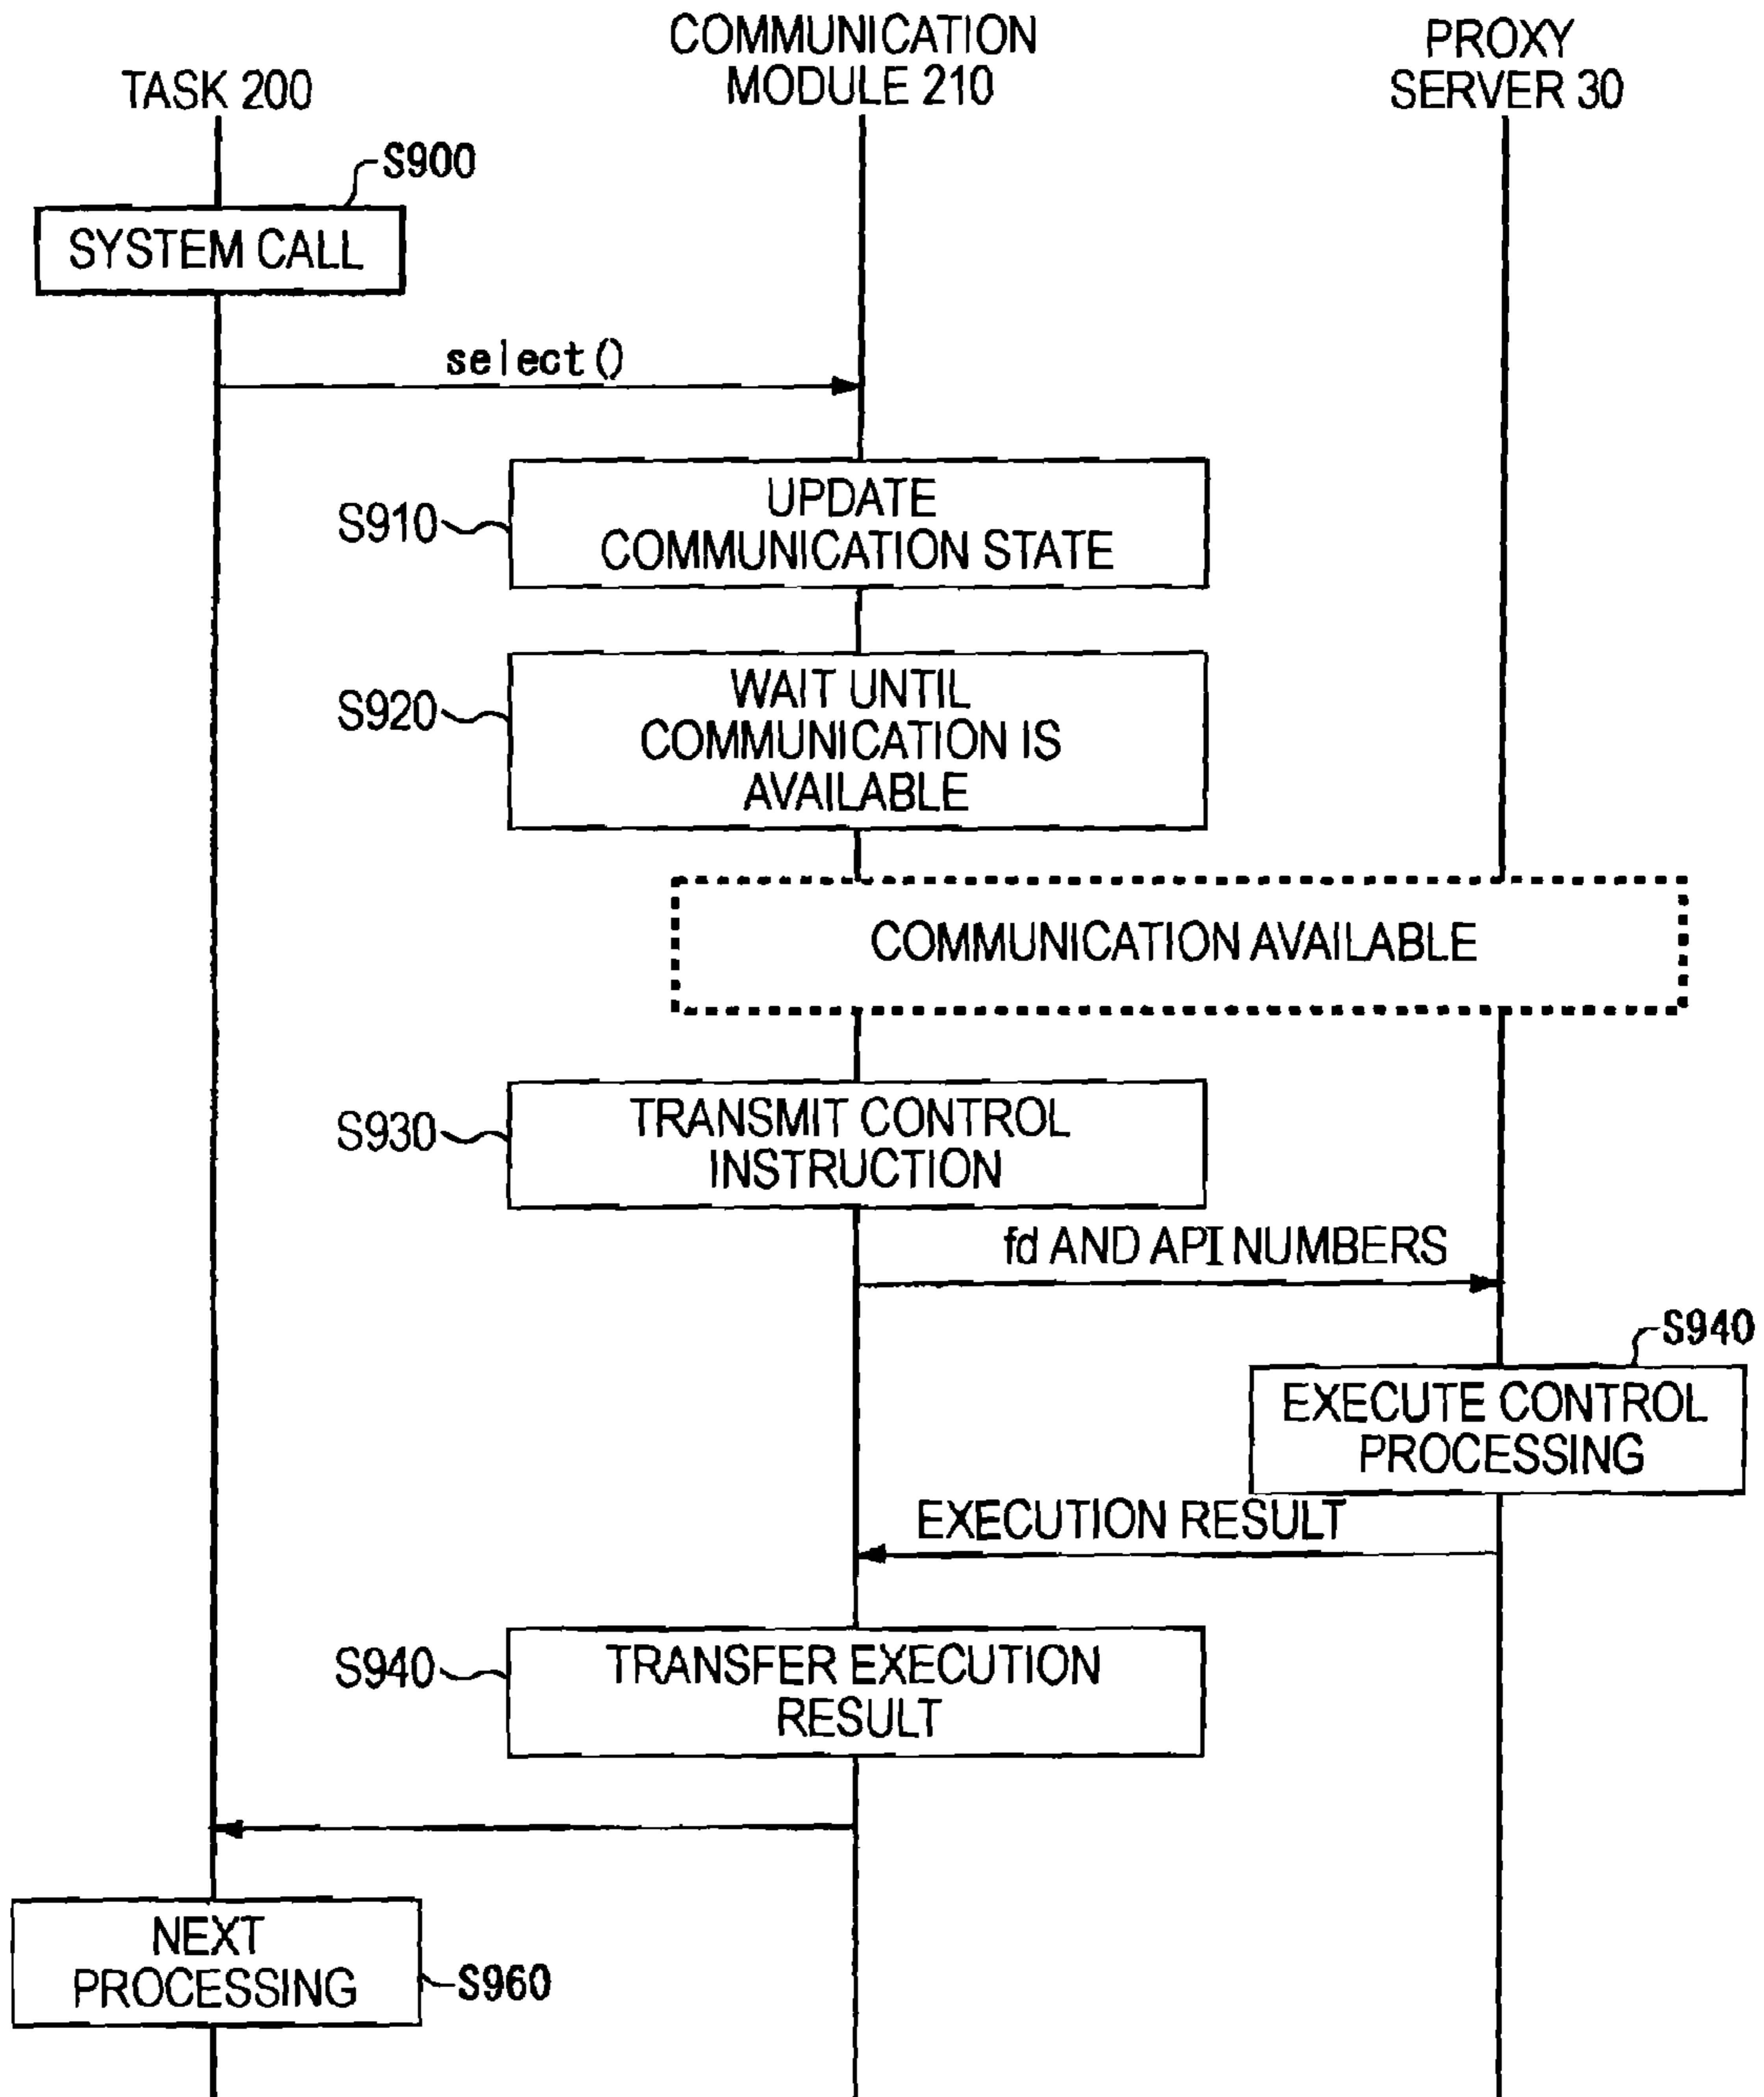 COMMUNICATION
MODULE 210
PROXY
SERVER 30
TASK 200
S900
SYSTEM CALL
select()
S910
UPDATE
COMMUNICATION STATE
S920
WAIT UNTIL
COMMUNICATION IS
AVAILABLE
COMMUNICATION AVAILABLE
S930
TRANSMIT CONTROL
INSTRUCTION
fd AND API NUMBERS
S940
EXECUTE CONTROL
PROCESSING
EXECUTION RESULT
S940
TRANSFER EXECUTION
RESULT
NEXT
PROCESSING
S960